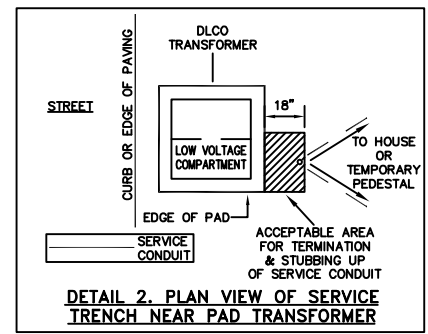 DLCO
TRANSFORMER
STREET
CURB OR EDGE OF PAVING
18"
LOW VOLTAGE
COMPARTMENT
TO HOUSE
OR
TEMPORARY
PEDESTAL
EDGE OF PAD
ACCEPTABLE AREA
FOR TERMINATION
& STUBBING UP
OF SERVICE CONDUIT
SERVICE
CONDUIT
DETAIL 2. PLAN VIEW OF SERVICE
TRENCH NEAR PAD TRANSFORMER